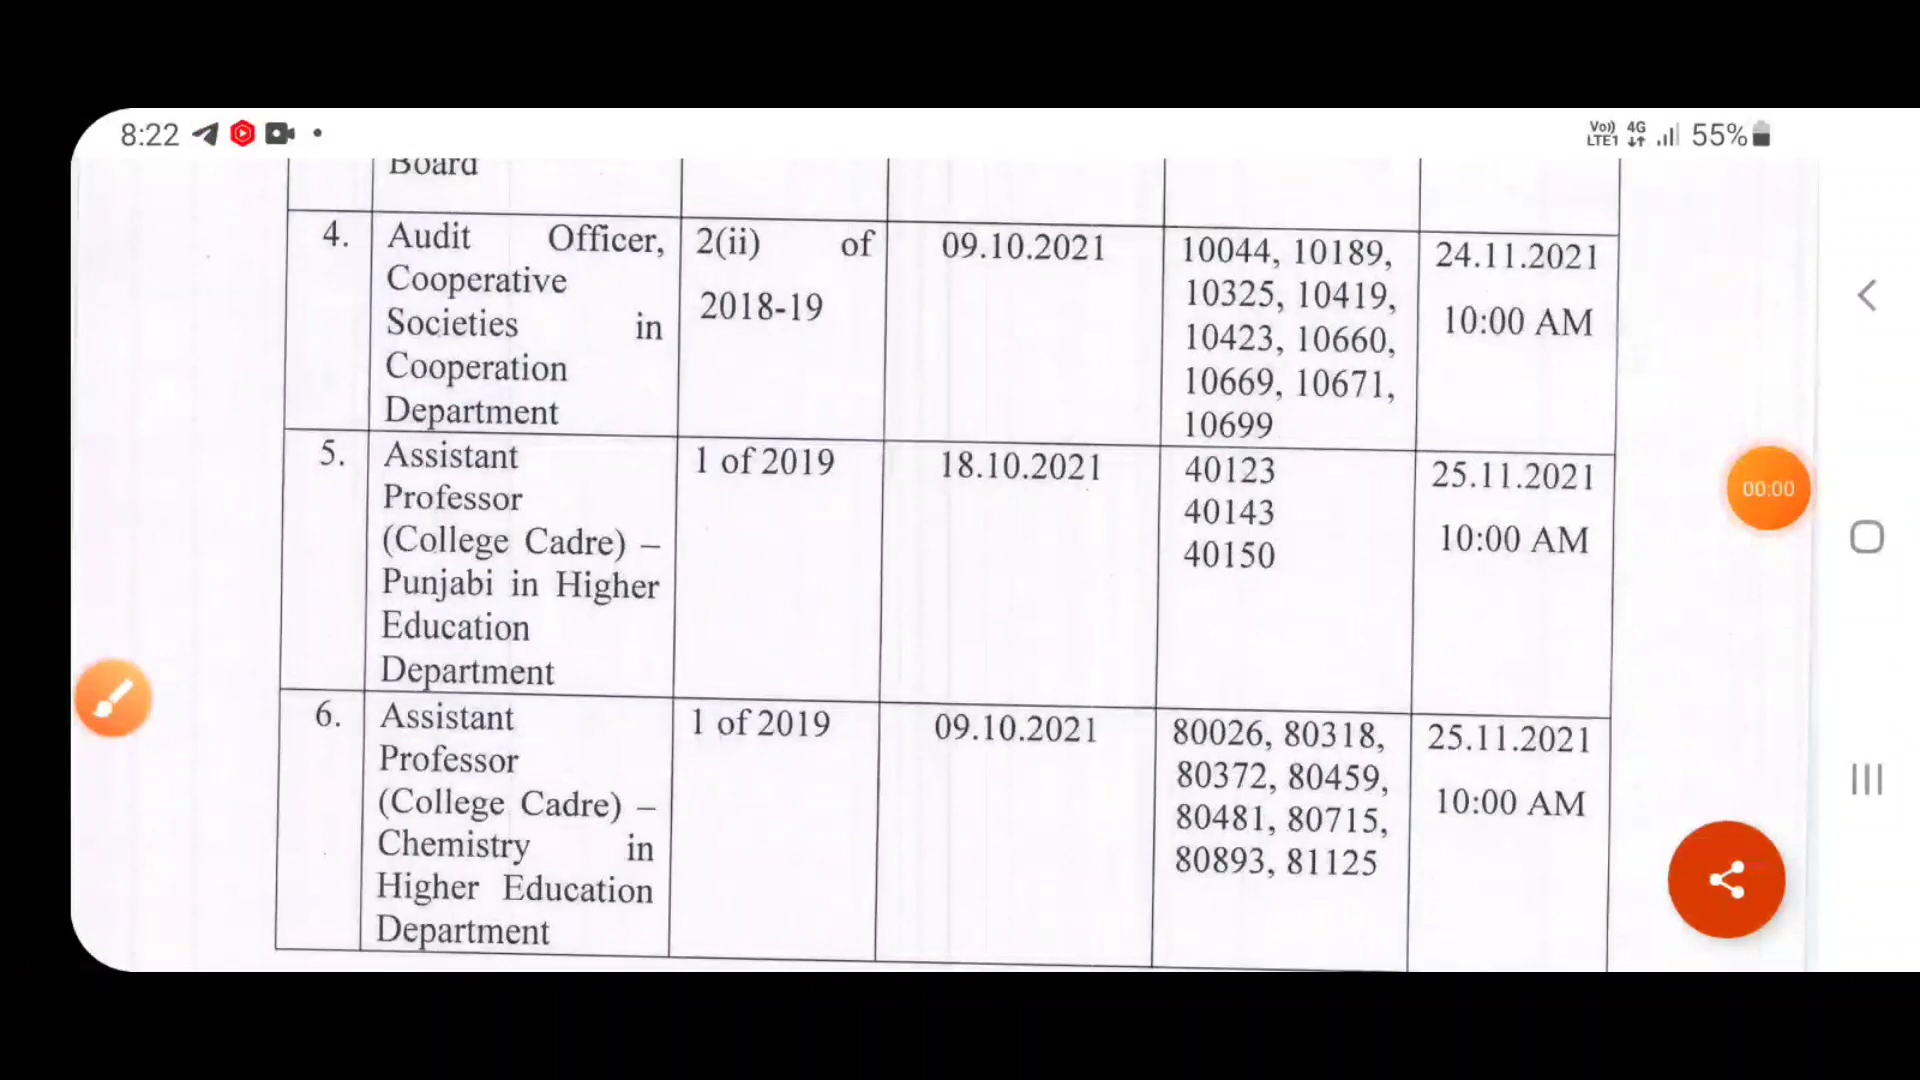 8:22
Vo)) 4G
LTE1
55%
Board
4. Audit Officer, Cooperative Societies in Cooperation Department
2(ii) of 2018-19
09.10.2021
10044, 10189,
10325, 10419,
10423, 10660,
10669, 10671,
10699
24.11.2021
10:00 AM
5. Assistant Professor (College Cadre) – Punjabi in Higher Education Department
1 of 2019
18.10.2021
40123
40143
40150
25.11.2021
10:00 AM
6. Assistant Professor (College Cadre) – Chemistry in Higher Education Department
1 of 2019
09.10.2021
80026, 80318,
80372, 80459,
80481, 80715,
80893, 81125
25.11.2021
10:00 AM
00:00